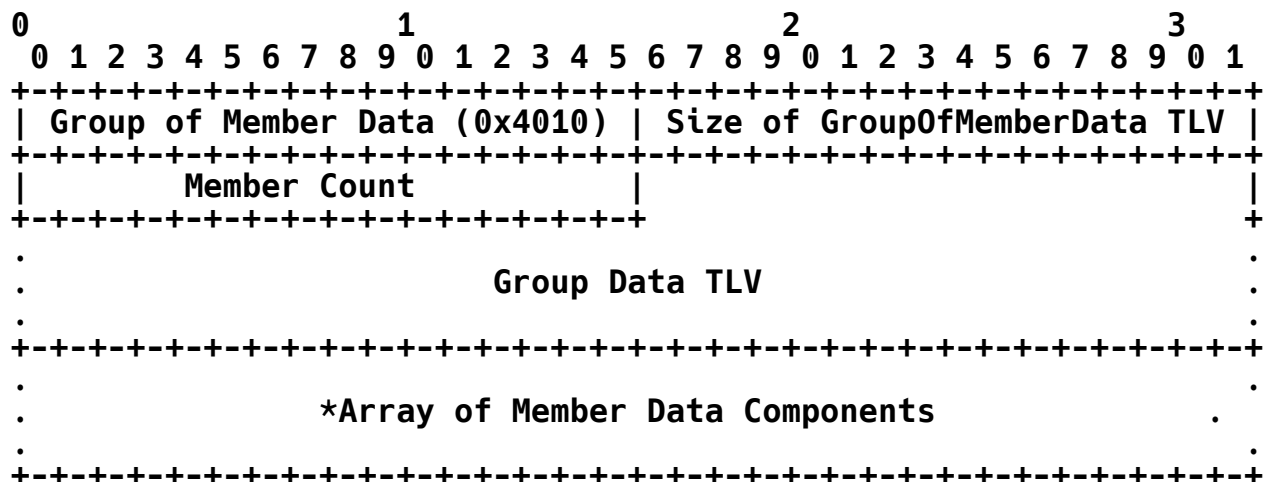 0                   1                   2                   3
 0 1 2 3 4 5 6 7 8 9 0 1 2 3 4 5 6 7 8 9 0 1 2 3 4 5 6 7 8 9 0 1
+-+-+-+-+-+-+-+-+-+-+-+-+-+-+-+-+-+-+-+-+-+-+-+-+-+-+-+-+-+-+-+-+
| Group of Member Data (0x4010) | Size of GroupOfMemberData TLV |
+-+-+-+-+-+-+-+-+-+-+-+-+-+-+-+-+-+-+-+-+-+-+-+-+-+-+-+-+-+-+-+-+
|        Member Count           |                               |
+-+-+-+-+-+-+-+-+-+-+-+-+-+-+-+-+                               +
.                                                               .
.                        Group Data TLV                         .
.                                                               .
+-+-+-+-+-+-+-+-+-+-+-+-+-+-+-+-+-+-+-+-+-+-+-+-+-+-+-+-+-+-+-+-+
.                                                               .
.               *Array of Member Data Components              .
.                                                               .
+-+-+-+-+-+-+-+-+-+-+-+-+-+-+-+-+-+-+-+-+-+-+-+-+-+-+-+-+-+-+-+-+